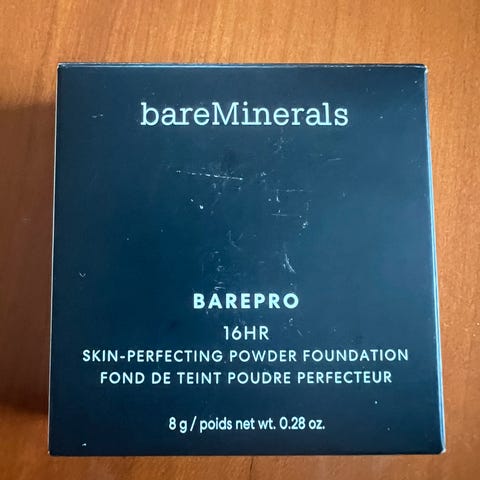 bareMinerals
BAREPRO
16HR
SKIN-PERFECTING POWDER FOUNDATION
FOND DE TEINT POUDRE PERFECTEUR
8 g / poids net wt. 0.28 oz.